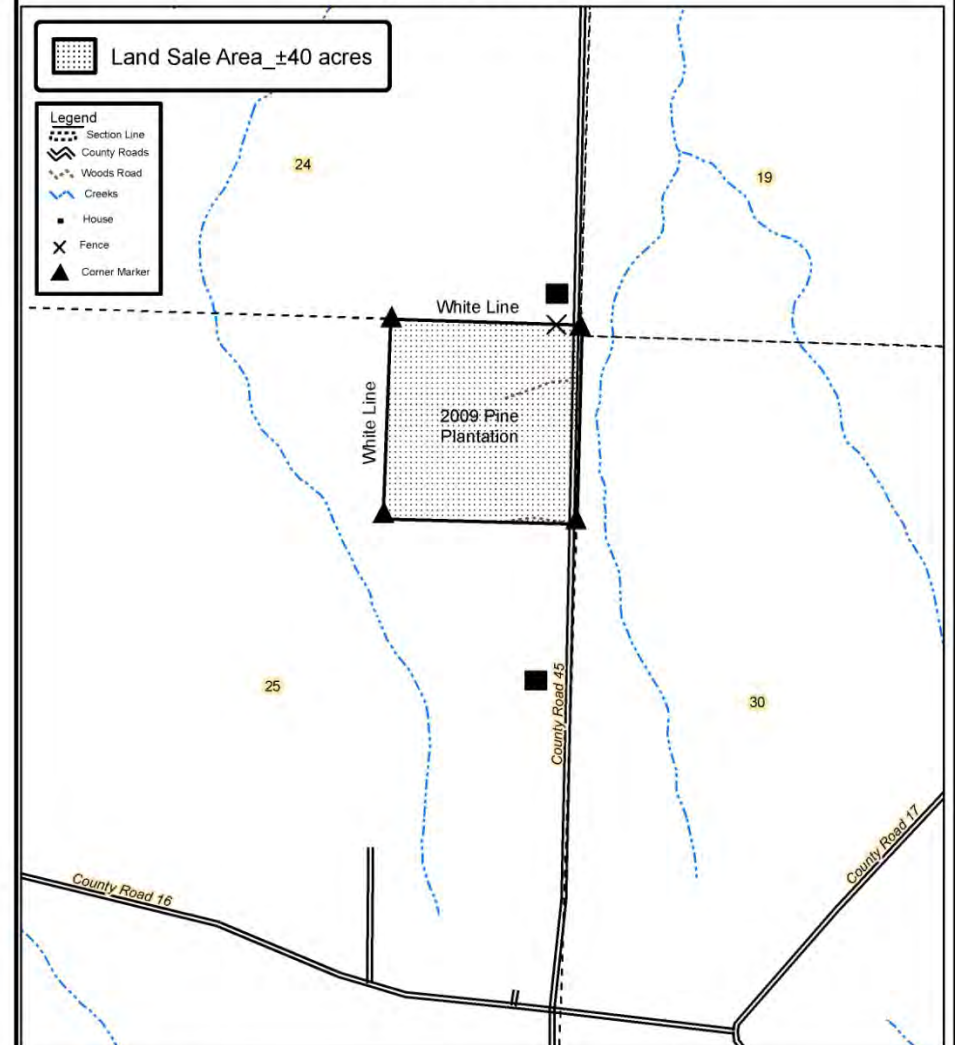 Land Sale Area_±40 acres
Legend
Section Line
County Roads
Woods Road
Creeks
House
Fence
Corner Marker
24
19
White Line
White Line
2009 Pine
Plantation
25
County Road 45
30
County Road 16
County Road 17